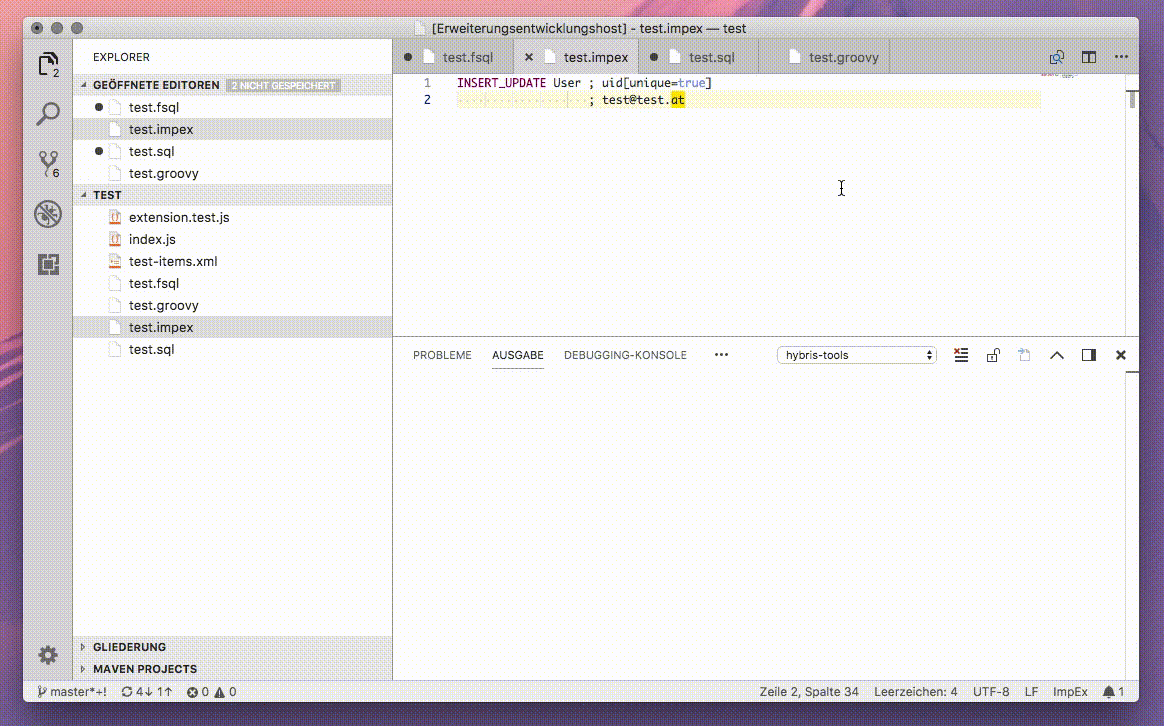 [Erweiterungsentwicklungshost] - test.impex — test
2
6
EXPLORER
GEÖFFNETE EDITOREN 2 NICHT GESPEICHERT
test.fsql
test.impex
test.sql
test.groovy
TEST
extension.test.js
index.js
test-items.xml
test.fsql
test.groovy
test.impex
test.sql
GLIEDERUNG
MAVEN PROJECTS
test.fsql test.impex test.sql test.groovy
1 INSERT_UPDATE User ; uid[unique=true]
2 ; test@test.at
PROBLEME AUSGABE DEBUGGING-KONSOLE ••• hybris-tools
master*+! 4↓ 1↑ 0 0 Zeile 2, Spalte 34 Leerzeichen: 4 UTF-8 LF ImpEx 1